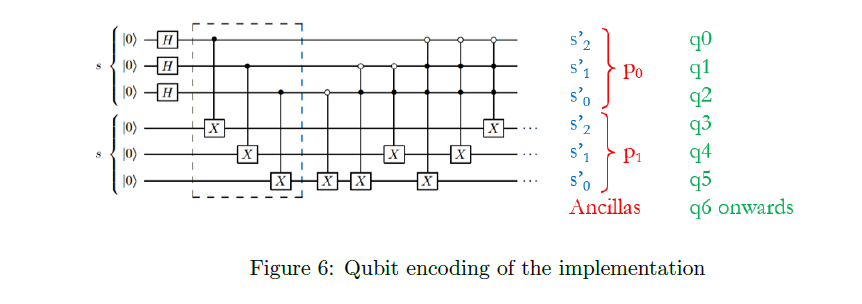 |0⟩ H s'2 q0
s |0⟩ H s'1 p0 q1
|0⟩ H s'0 q2
|0⟩ X X ... s'2 q3
s |0⟩ X X X ... s'1 p1 q4
|0⟩ X X X X ... s'0 q5
Ancillas q6 onwards
Figure 6: Qubit encoding of the implementation